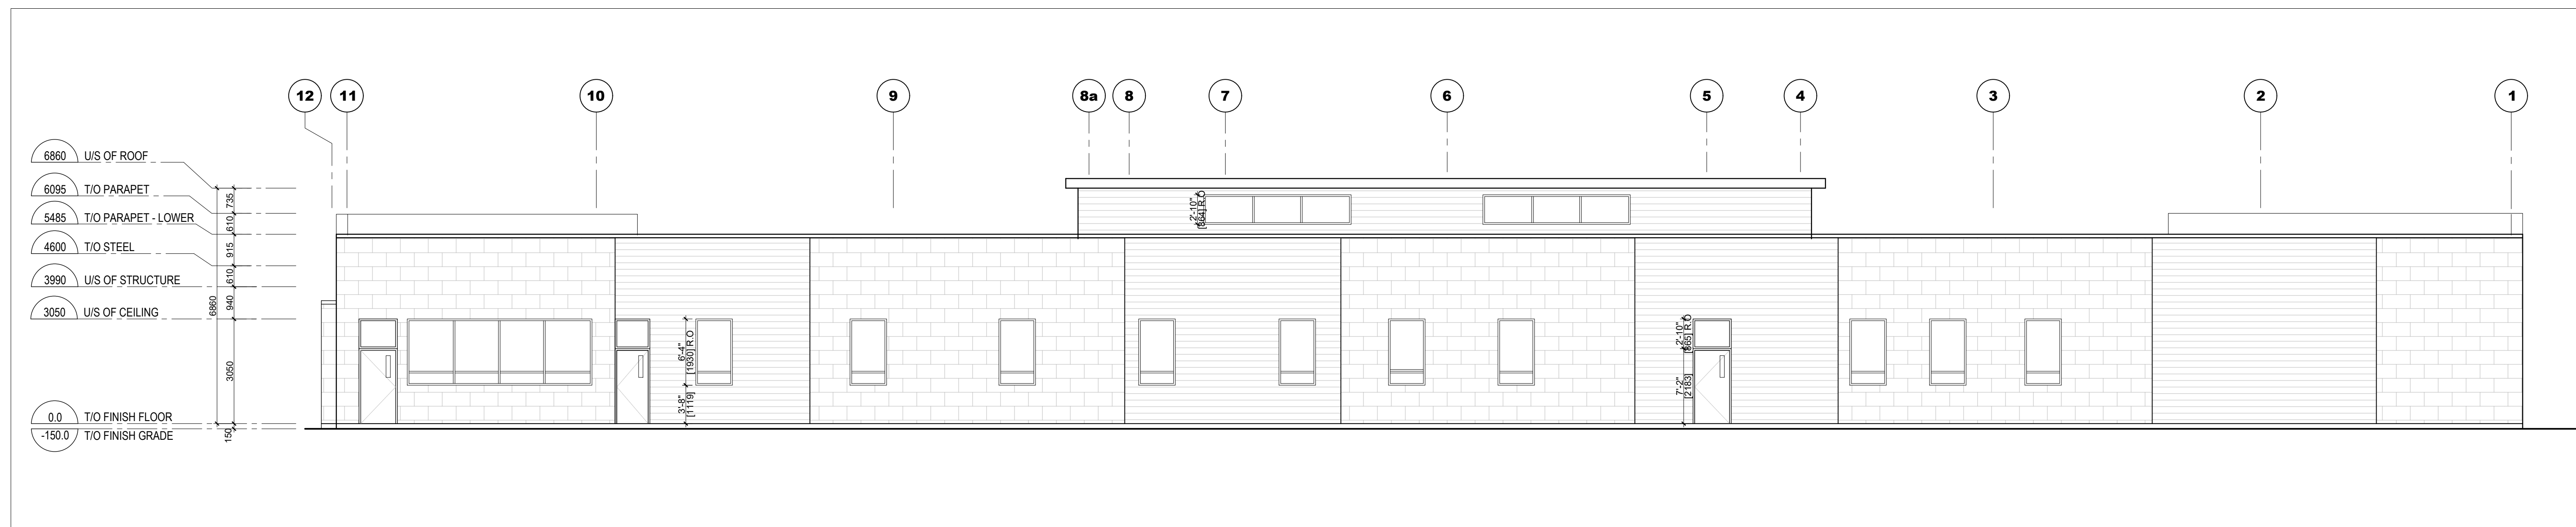 12 11 10 9 8a 8 7 6 5 4 3 2 1
6860 U/S OF ROOF
6095 T/O PARAPET
5485 T/O PARAPET - LOWER
4600 T/O STEEL
3990 U/S OF STRUCTURE
3050 U/S OF CEILING
0.0 T/O FINISH FLOOR
-150.0 T/O FINISH GRADE
6860
735
610
915
610
940
3050
150
6'-4"
[1930] R.O
3'-8"
[1119]
2'-10"
[864] R.O
2'-10"
[865] R.O
7'-2"
[2183]